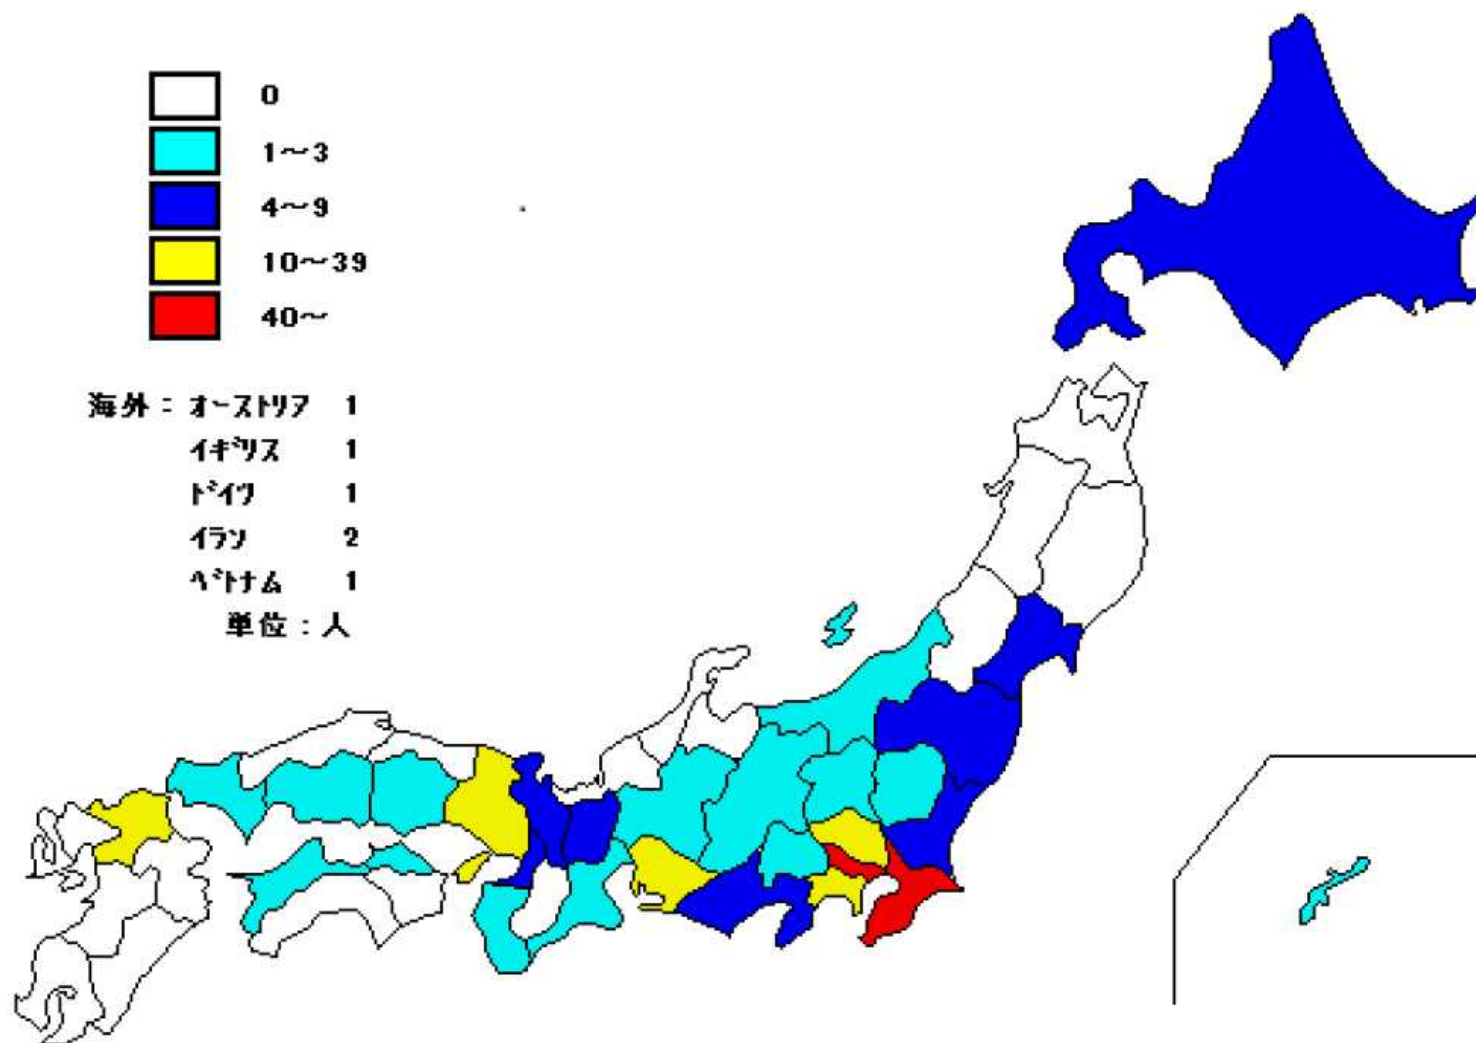 0
1～3
4～9
10～39
40～
海外：ｵｰｽﾄﾘｱ 1
ｲｷﾞﾘｽ 1
ﾄﾞｲﾂ 1
ｲﾗﾝ 2
ﾍﾞﾄﾅﾑ 1
単位：人